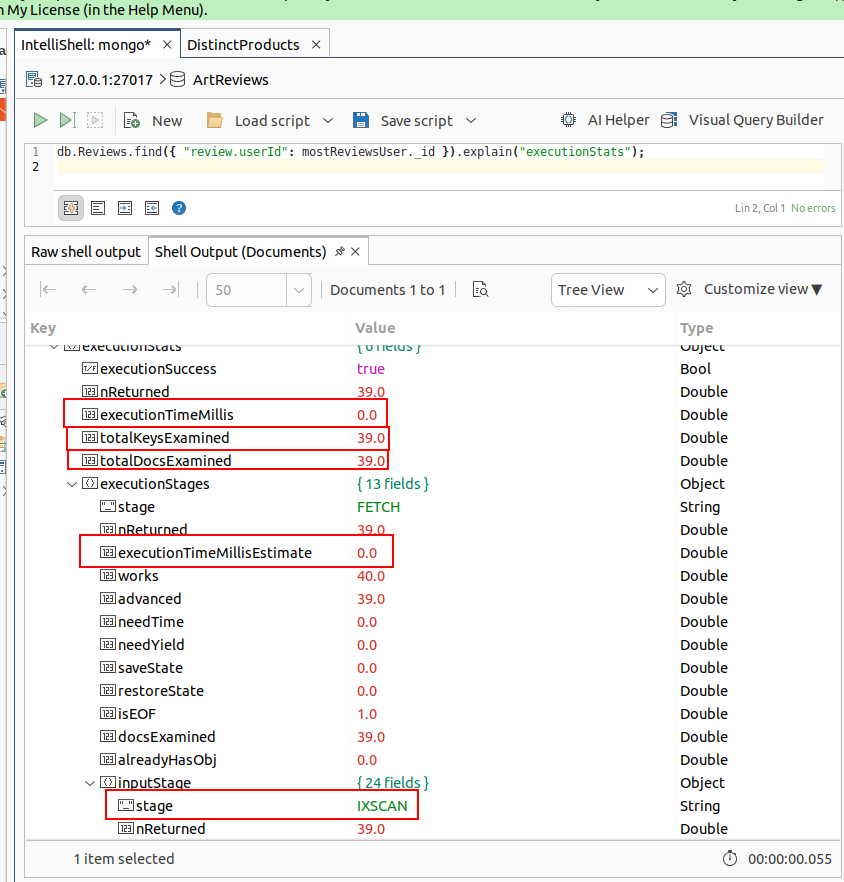 n My License (in the Help Menu).
IntelliShell: mongo* × DistinctProducts ×
127.0.0.1:27017 > ArtReviews
New Load script Save script AI Helper Visual Query Builder
1 db.Reviews.find({ "review.userId": mostReviewsUser._id }).explain("executionStats");
2
Lin 2, Col 1 No errors
Raw shell output Shell Output (Documents) ×
50 Documents 1 to 1 Tree View Customize view ▼
Key Value Type
executionStats { 6 fields } Object
executionSuccess true Bool
nReturned 39.0 Double
executionTimeMillis 0.0 Double
totalKeysExamined 39.0 Double
totalDocsExamined 39.0 Double
executionStages { 13 fields } Object
stage FETCH String
nReturned 39.0 Double
executionTimeMillisEstimate 0.0 Double
works 40.0 Double
advanced 39.0 Double
needTime 0.0 Double
needYield 0.0 Double
saveState 0.0 Double
restoreState 0.0 Double
isEOF 1.0 Double
docsExamined 39.0 Double
alreadyHasObj 0.0 Double
inputStage { 24 fields } Object
stage IXSCAN String
nReturned 39.0 Double
1 item selected 00:00:00.055